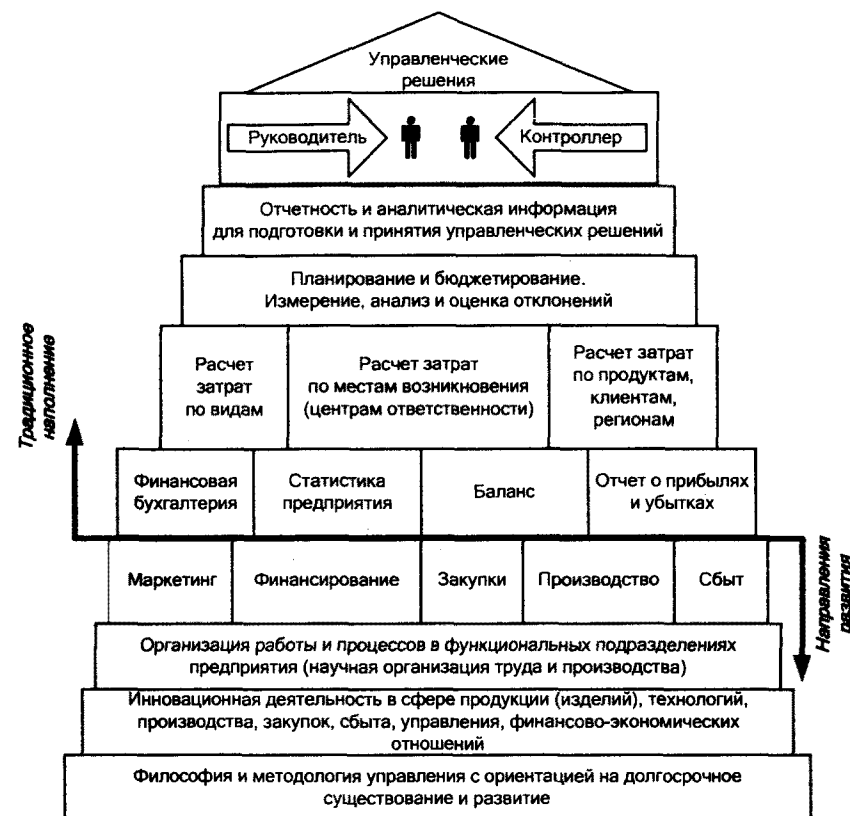 Управленческие
решения
Руководитель
Контроллер
Отчетность и аналитическая информация
для подготовки и принятия управленческих решений
Планирование и бюджетирование.
Измерение, анализ и оценка отклонений
Расчет
затрат
по видам
Расчет затрат
по местам возникновения
(центрам ответственности)
Расчет затрат
по продуктам,
клиентам,
регионам
Традиционное
наполнение
Финансовая
бухгалтерия
Статистика
предприятия
Баланс
Отчет о прибылях
и убытках
Маркетинг
Финансирование
Закупки
Производство
Сбыт
Направления
развития
Организация работы и процессов в функциональных подразделениях
предприятия (научная организация труда и производства)
Инновационная деятельность в сфере продукции (изделий), технологий,
производства, закупок, сбыта, управления, финансово-экономических
отношений
Философия и методология управления с ориентацией на долгосрочное
существование и развитие